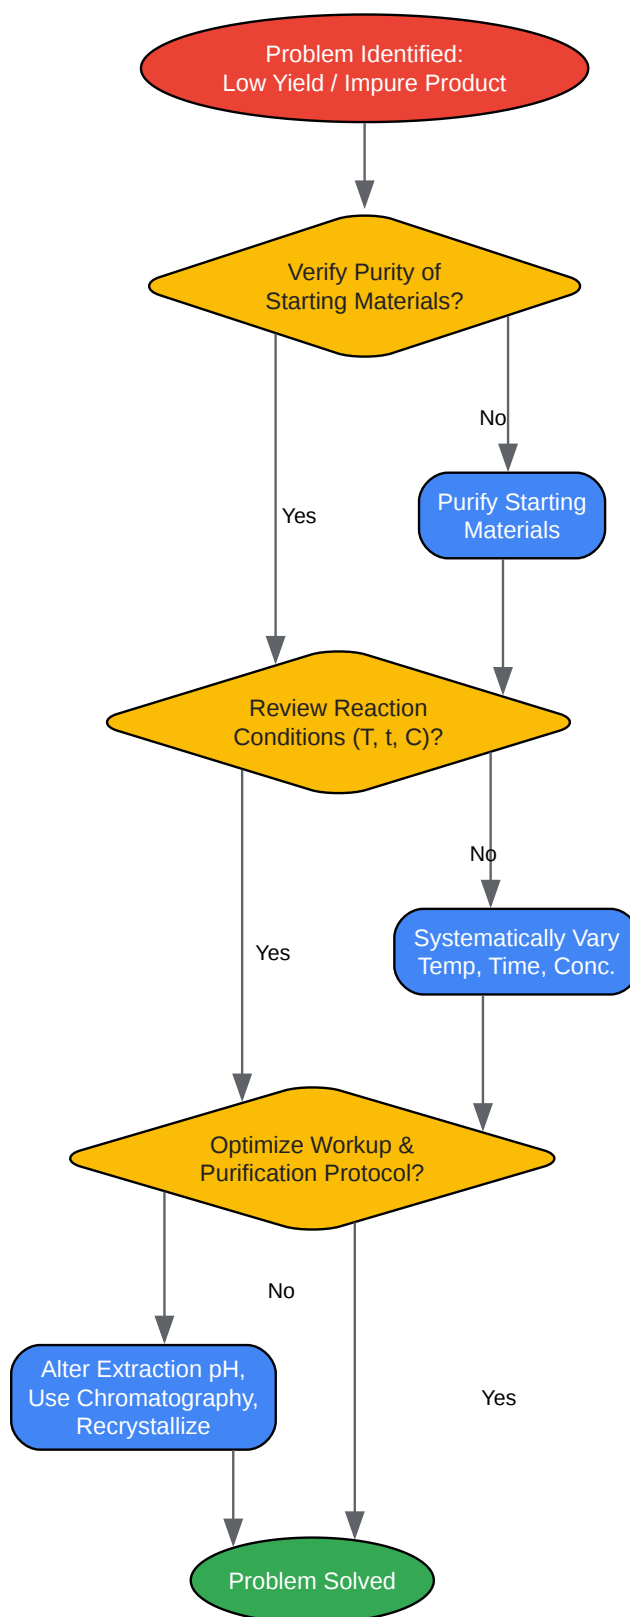 Problem Identified:
Low Yield / Impure Product
Verify Purity of
Starting Materials?
No
Purify Starting
Materials
Yes
Review Reaction
Conditions (T, t, C)?
No
Systematically Vary
Temp, Time, Conc.
Yes
Optimize Workup &
Purification Protocol?
No
Alter Extraction pH,
Use Chromatography,
Recrystallize
Yes
Problem Solved